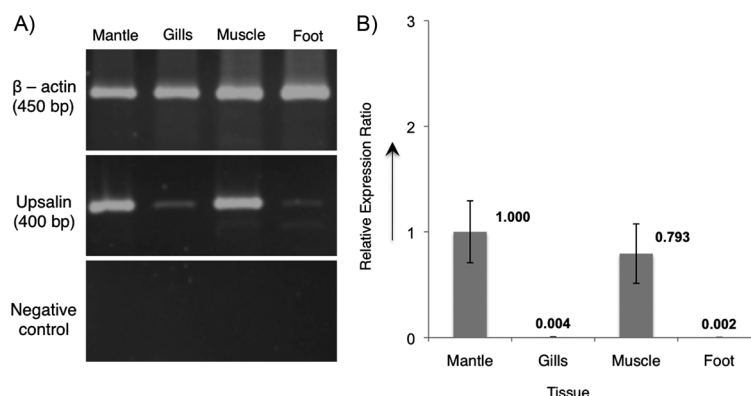 A)
Mantle Gills Muscle Foot
β – actin
(450 bp)
Upsalin
(400 bp)
Negative
control
B)
Relative Expression Ratio
3
2
1
0
1.000
0.004
0.793
0.002
Mantle Gills Muscle Foot
Tissue